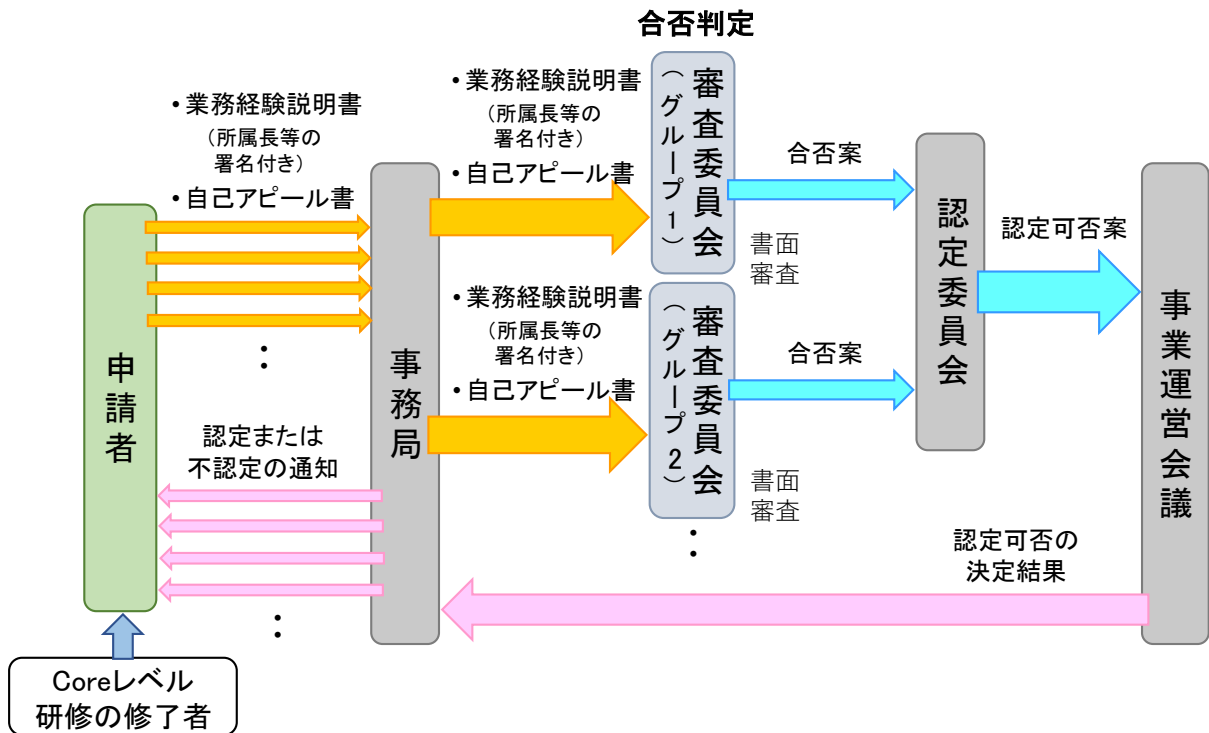 合否判定
・業務経験説明書
（所属長等の
署名付き）
・自己アピール書
・業務経験説明書
（所属長等の
署名付き）
・自己アピール書
審査委員会
（グループ１）
書面
審査
合否案
・業務経験説明書
（所属長等の
署名付き）
・自己アピール書
審査委員会
（グループ２）
書面
審査
合否案
認定委員会
認定可否案
事業運営会議
申請者
：
事務局
：
認定または
不認定の通知
：
認定可否の
決定結果
Coreレベル
研修の修了者